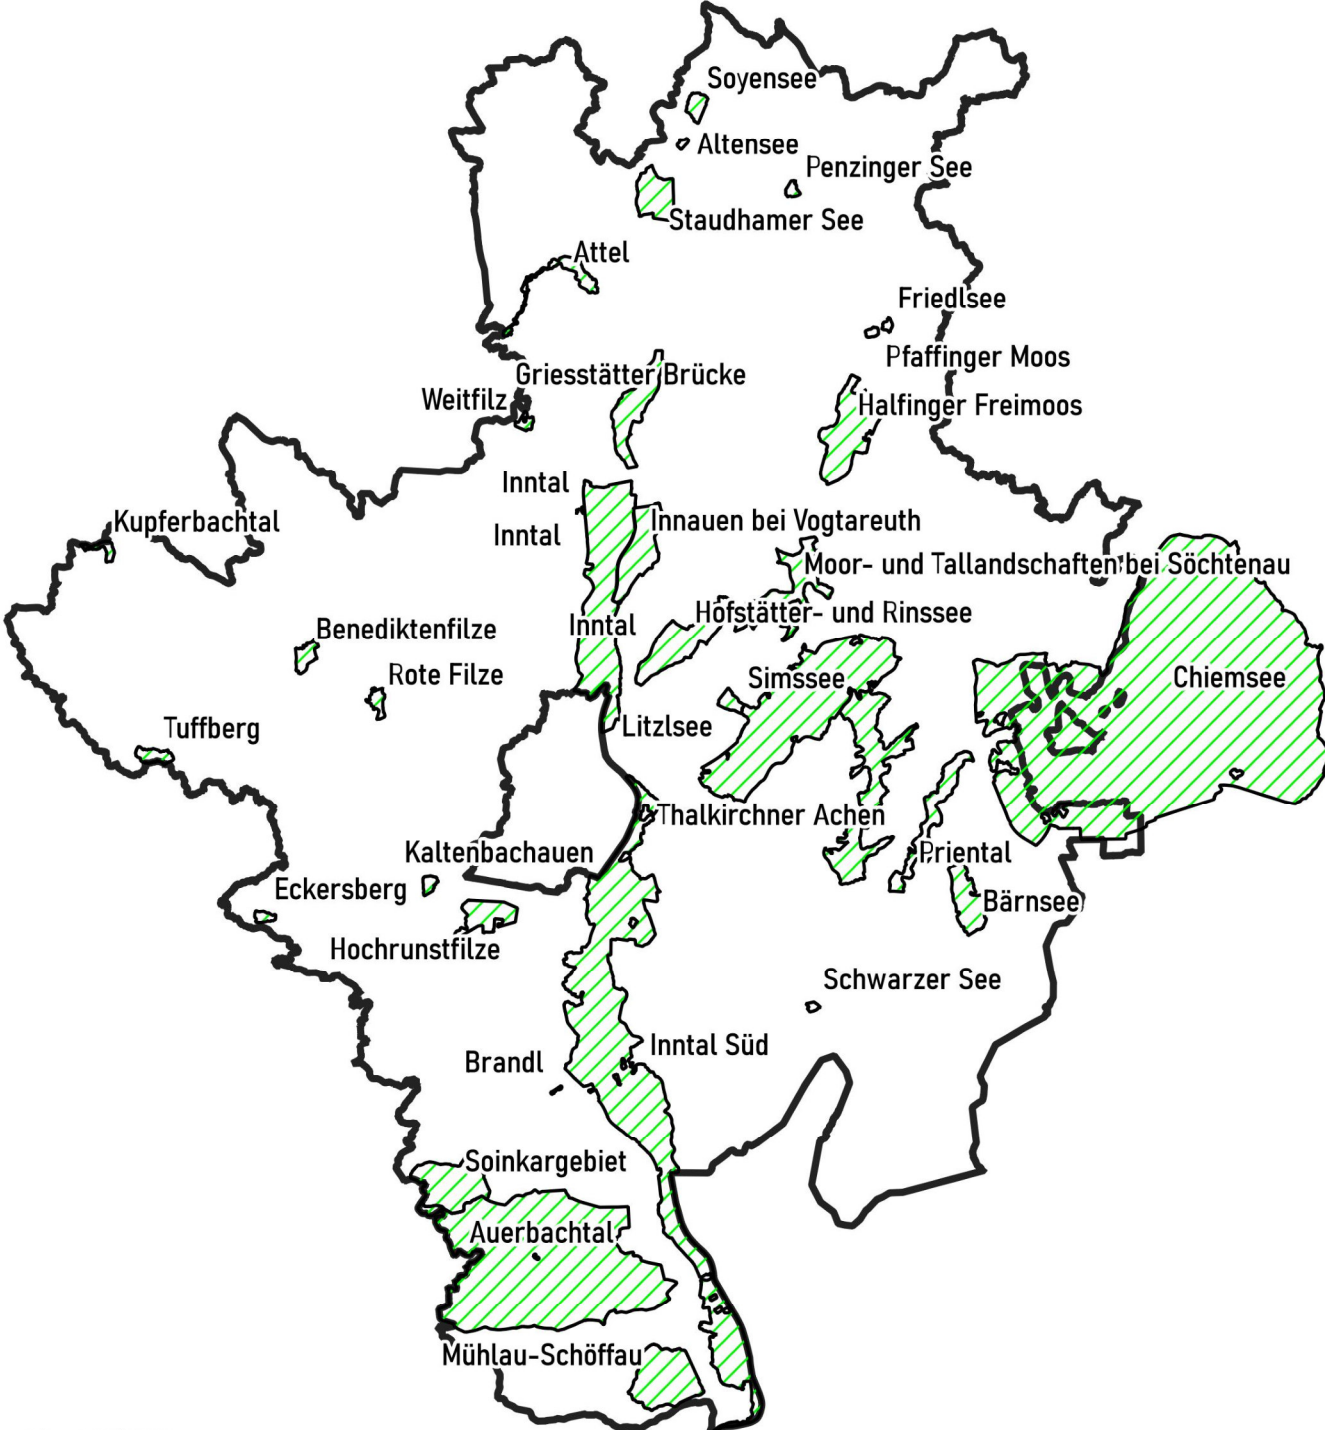 Soyensee
Altensee
Penzinger See
Staudhamer See
Attel
Friedlsee
Pfaffinger Moos
Griesstätter Brücke
Weitfilz
Halfinger Freimoos
Inntal
Kupferbachtal
Innauen bei Vogtareuth
Inntal
Moor- und Tallandschaften bei Söchtenau
Hofstätter- und Rinssee
Inntal
Benediktenfilze
Rote Filze
Simssee
Chiemsee
Tuffberg
Litzlsee
Thalkirchner Achen
Kaltenbachauen
Priental
Eckersberg
Bärnsee
Hochrunstfilze
Schwarzer See
Inntal Süd
Brandl
Soinkargebiet
Auerbachtal
Mühlau-Schöffau